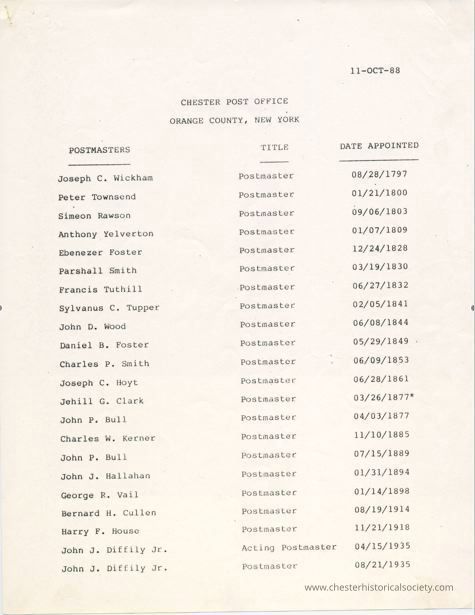 11-OCT-88
CHESTER POST OFFICE
ORANGE COUNTY, NEW YORK
POSTMASTERS TITLE DATE APPOINTED
Joseph C. Wickham Postmaster 08/28/1797
Peter Townsend Postmaster 01/21/1800
Simeon Rawson Postmaster 09/06/1803
Anthony Yelverton Postmaster 01/07/1809
Ebenezer Foster Postmaster 12/24/1828
Parshall Smith Postmaster 03/19/1830
Francis Tuthill Postmaster 06/27/1832
Sylvanus C. Tupper Postmaster 02/05/1841
John D. Wood Postmaster 06/08/1844
Daniel B. Foster Postmaster 05/29/1849
Charles P. Smith Postmaster 06/09/1853
Joseph C. Hoyt Postmaster 06/28/1861
Jehill G. Clark Postmaster 03/26/1877*
John P. Bull Postmaster 04/03/1877
Charles W. Kerner Postmaster 11/10/1885
John P. Bull Postmaster 07/15/1889
John J. Hallahan Postmaster 01/31/1894
George R. Vail Postmaster 01/14/1898
Bernard H. Cullen Postmaster 08/19/1914
Harry F. House Postmaster 11/21/1918
John J. Diffily Jr. Acting Postmaster 04/15/1935
John J. Diffily Jr. Postmaster 08/21/1935
www.chesterhistoricalsociety.com